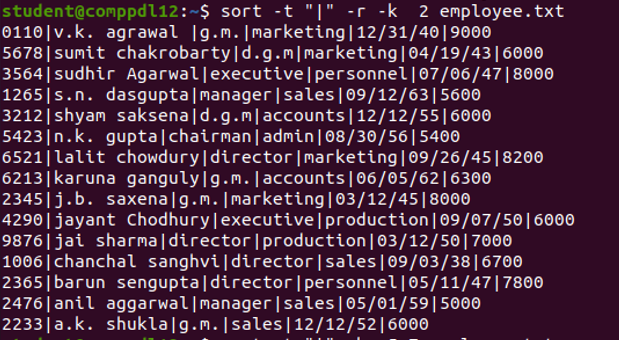 student@comppdl12:~$ sort -t "|" -r -k  2 employee.txt
0110|v.k. agrawal |g.m.|marketing|12/31/40|9000
5678|sumit chakrobarty|d.g.m|marketing|04/19/43|6000
3564|sudhir Agarwal|executive|personnel|07/06/47|8000
1265|s.n. dasgupta|manager|sales|09/12/63|5600
3212|shyam saksena|d.g.m|accounts|12/12/55|6000
5423|n.k. gupta|chairman|admin|08/30/56|5400
6521|lalit chowdury|director|marketing|09/26/45|8200
6213|karuna ganguly|g.m.|accounts|06/05/62|6300
2345|j.b. saxena|g.m.|marketing|03/12/45|8000
4290|jayant Chodhury|executive|production|09/07/50|6000
9876|jai sharma|director|production|03/12/50|7000
1006|chanchal sanghvi|director|sales|09/03/38|6700
2365|barun sengupta|director|personnel|05/11/47|7800
2476|anil aggarwal|manager|sales|05/01/59|5000
2233|a.k. shukla|g.m.|sales|12/12/52|6000